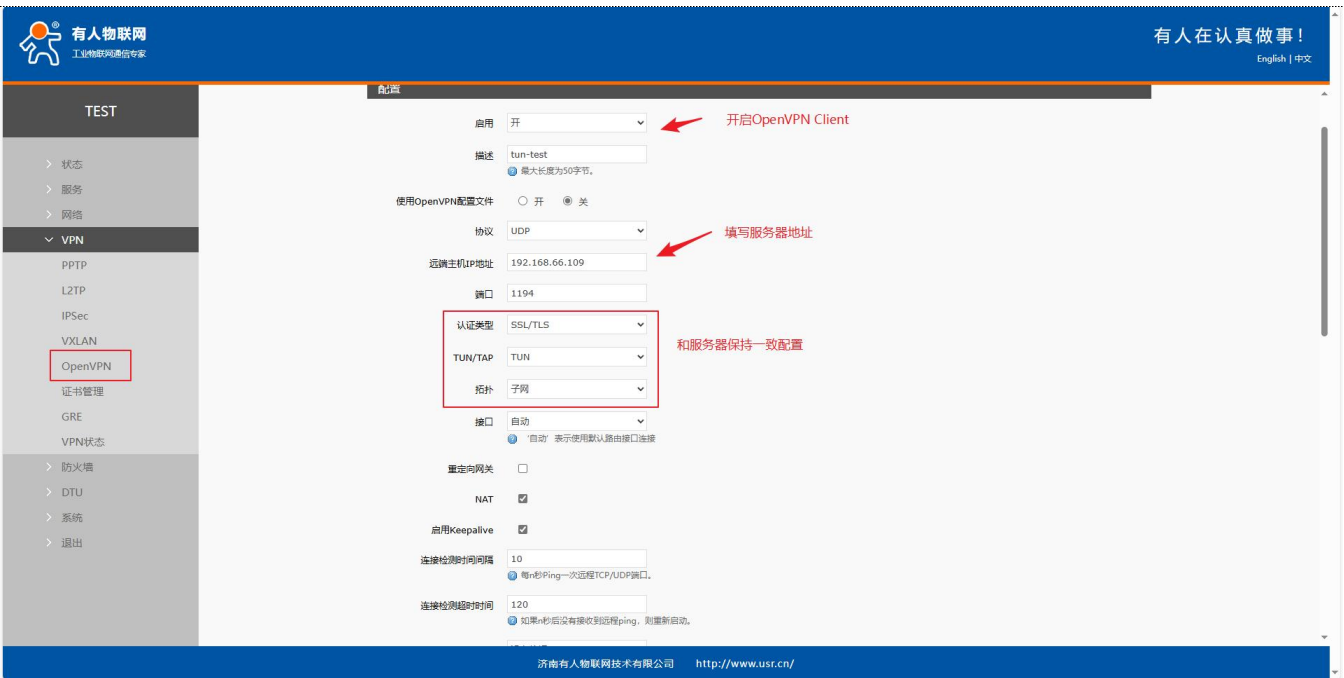 有人物联网
工业物联网通信专家
有人在认真做事！
English | 中文
TEST
状态
服务
网络
VPN
PPTP
L2TP
IPSec
VXLAN
OpenVPN
证书管理
GRE
VPN状态
防火墙
DTU
系统
退出
配置
启用 开
开启OpenVPN Client
描述 tun-test
最大长度为50字节。
使用OpenVPN配置文件 开 关
协议 UDP
填写服务器地址
远端主机IP地址 192.168.66.109
端口 1194
认证类型 SSL/TLS
和服务器保持一致配置
TUN/TAP TUN
拓扑 子网
接口 自动
'自动' 表示使用默认路由接口连接
重定向网关
NAT
启用Keepalive
连接检测时间间隔 10
每n秒Ping一次远程TCP/UDP端口。
连接检测超时时间 120
如果n秒后没有接收到远程ping，则重新启动。
济南有人物联网技术有限公司 http://www.usr.cn/